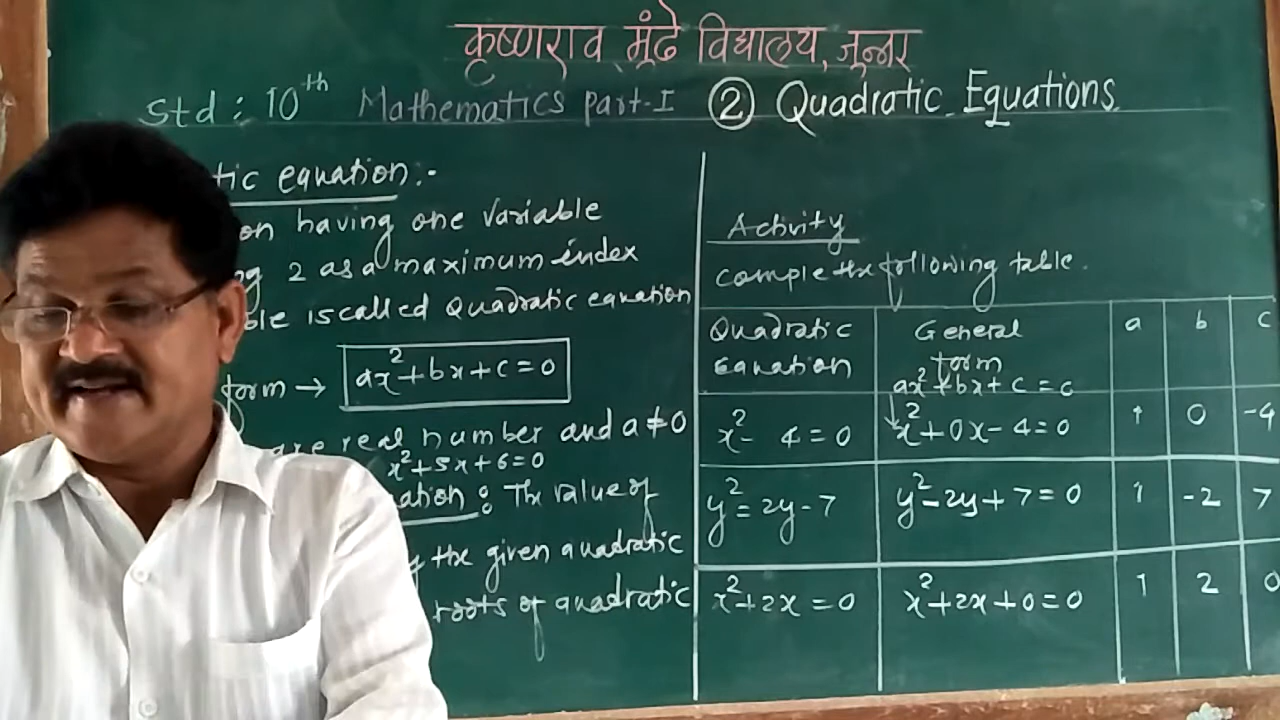 कृष्णराव मुंढे विद्यालय, जुन्नर
Std : 10th Mathematics part-I ② Quadratic Equations
tic equation :-
on having one variable
ng 2 as a maximum index
ble is called Quadratic equation
form → ax²+bx+c=0
are real number and a≠0
x²+5x+6=0
ation : The value of
the given quadratic
roots of quadratic
Activity
comple the following table.
Quadratic Equation | General form ax²+bx+c=0 | a | b | c
x²- 4=0 | x²+0x-4=0 | 1 | 0 | -4
y²=2y-7 | y²-2y+7=0 | 1 | -2 | 7
x²+2x=0 | x²+2x+0=0 | 1 | 2 | 0